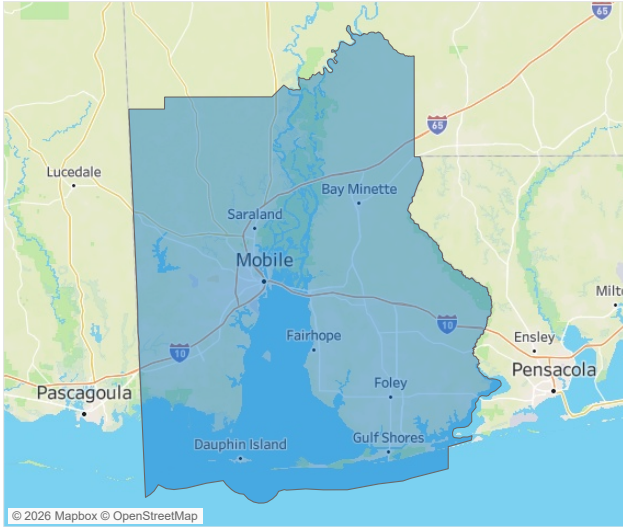 65
65
Lucedale
Bay Minette
Saraland
Mobile
Milt
10
Fairhope
Ensley
10
Pensacola
Foley
Pascagoula
Gulf Shores
Dauphin Island
© 2026 Mapbox © OpenStreetMap